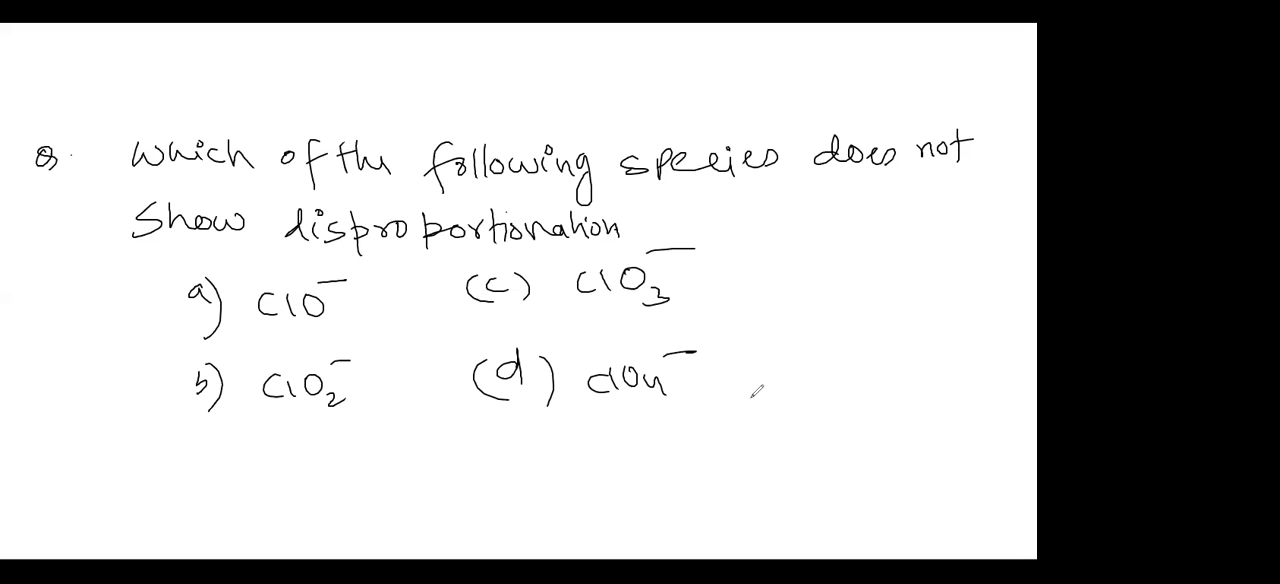 Q. which of the following species does not
show disproportionation
a) ClO⁻ (c) ClO₃⁻
b) ClO₂⁻ (d) ClO₄⁻